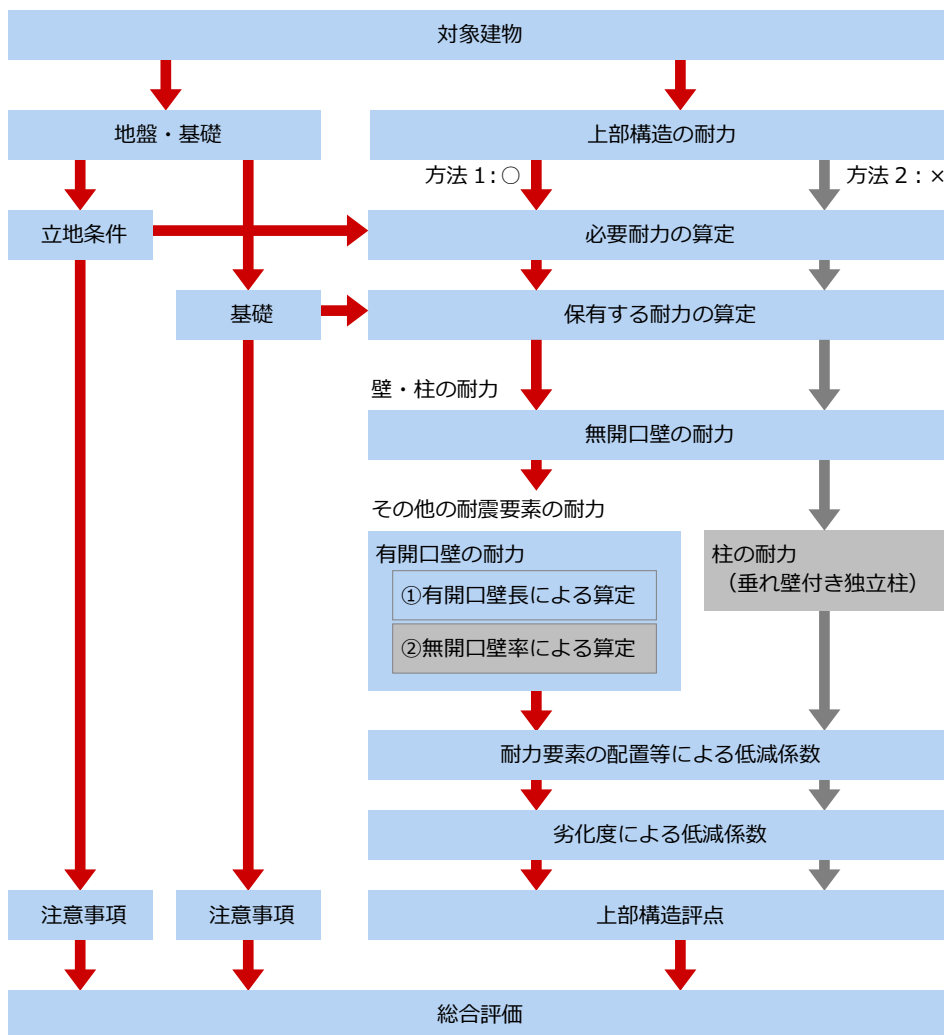 対象建物
地盤・基礎
上部構造の耐力
方法 1：○
方法 2：×
立地条件
必要耐力の算定
基礎
保有する耐力の算定
壁・柱の耐力
無開口壁の耐力
その他の耐震要素の耐力
有開口壁の耐力
①有開口壁長による算定
②無開口壁率による算定
柱の耐力
（垂れ壁付き独立柱）
耐力要素の配置等による低減係数
劣化度による低減係数
注意事項
注意事項
上部構造評点
総合評価